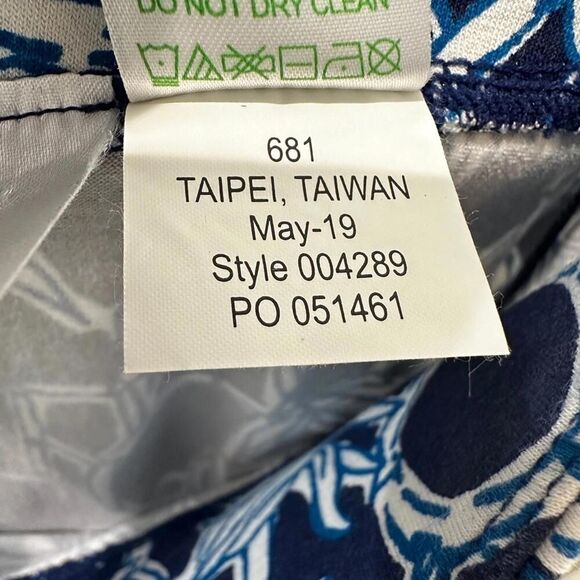 DO NOT DRY CLEAN
681
TAIPEI, TAIWAN
May-19
Style 004289
PO 051461